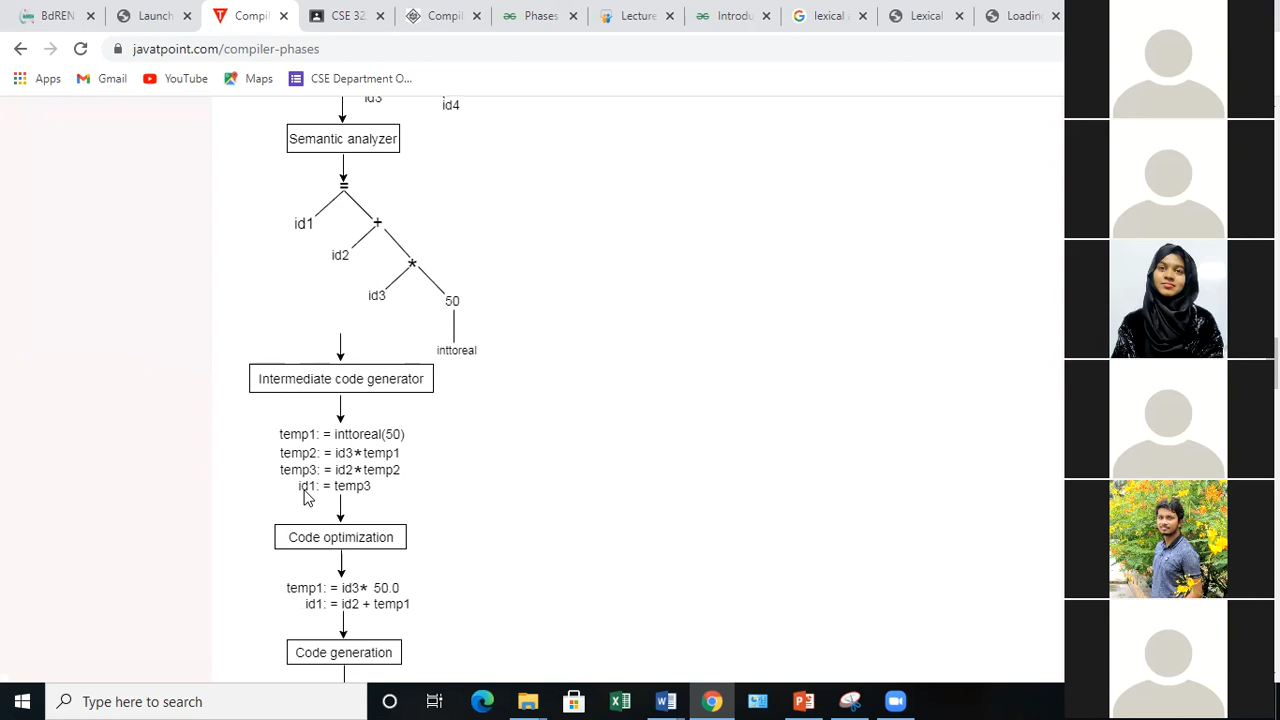 BdREN
Launch
Compil
CSE 32
Compil
Phases
Lecture
Introdu
lexical a
Lexical
Loading
javatpoint.com/compiler-phases
Apps
Gmail
YouTube
Maps
CSE Department O...
id3
id4
Semantic analyzer
=
id1
+
id2
*
id3
50
inttoreal
Intermediate code generator
temp1: = inttoreal(50)
temp2: = id3*temp1
temp3: = id2*temp2
id1: = temp3
Code optimization
temp1: = id3* 50.0
id1: = id2 + temp1
Code generation
Type here to search